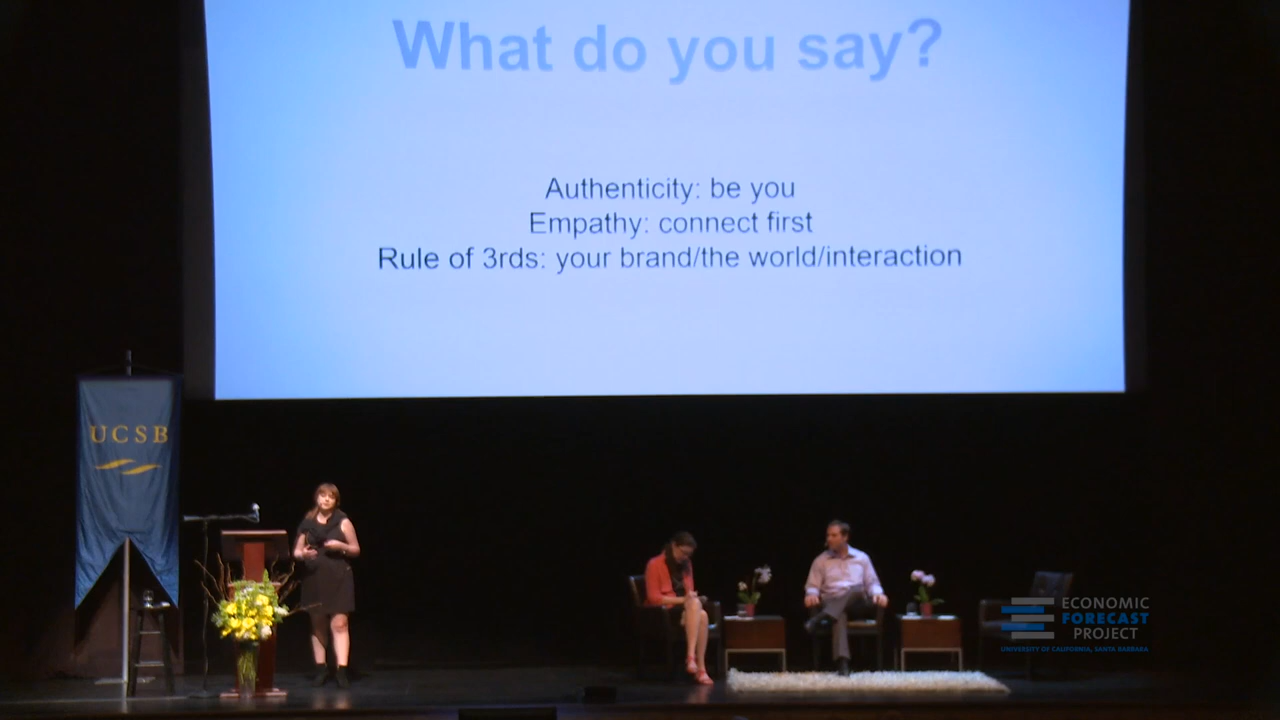 What do you say?
Authenticity: be you
Empathy: connect first
Rule of 3rds: your brand/the world/interaction
UCSB
ECONOMIC
FORECAST
PROJECT
UNIVERSITY OF CALIFORNIA, SANTA BARBARA